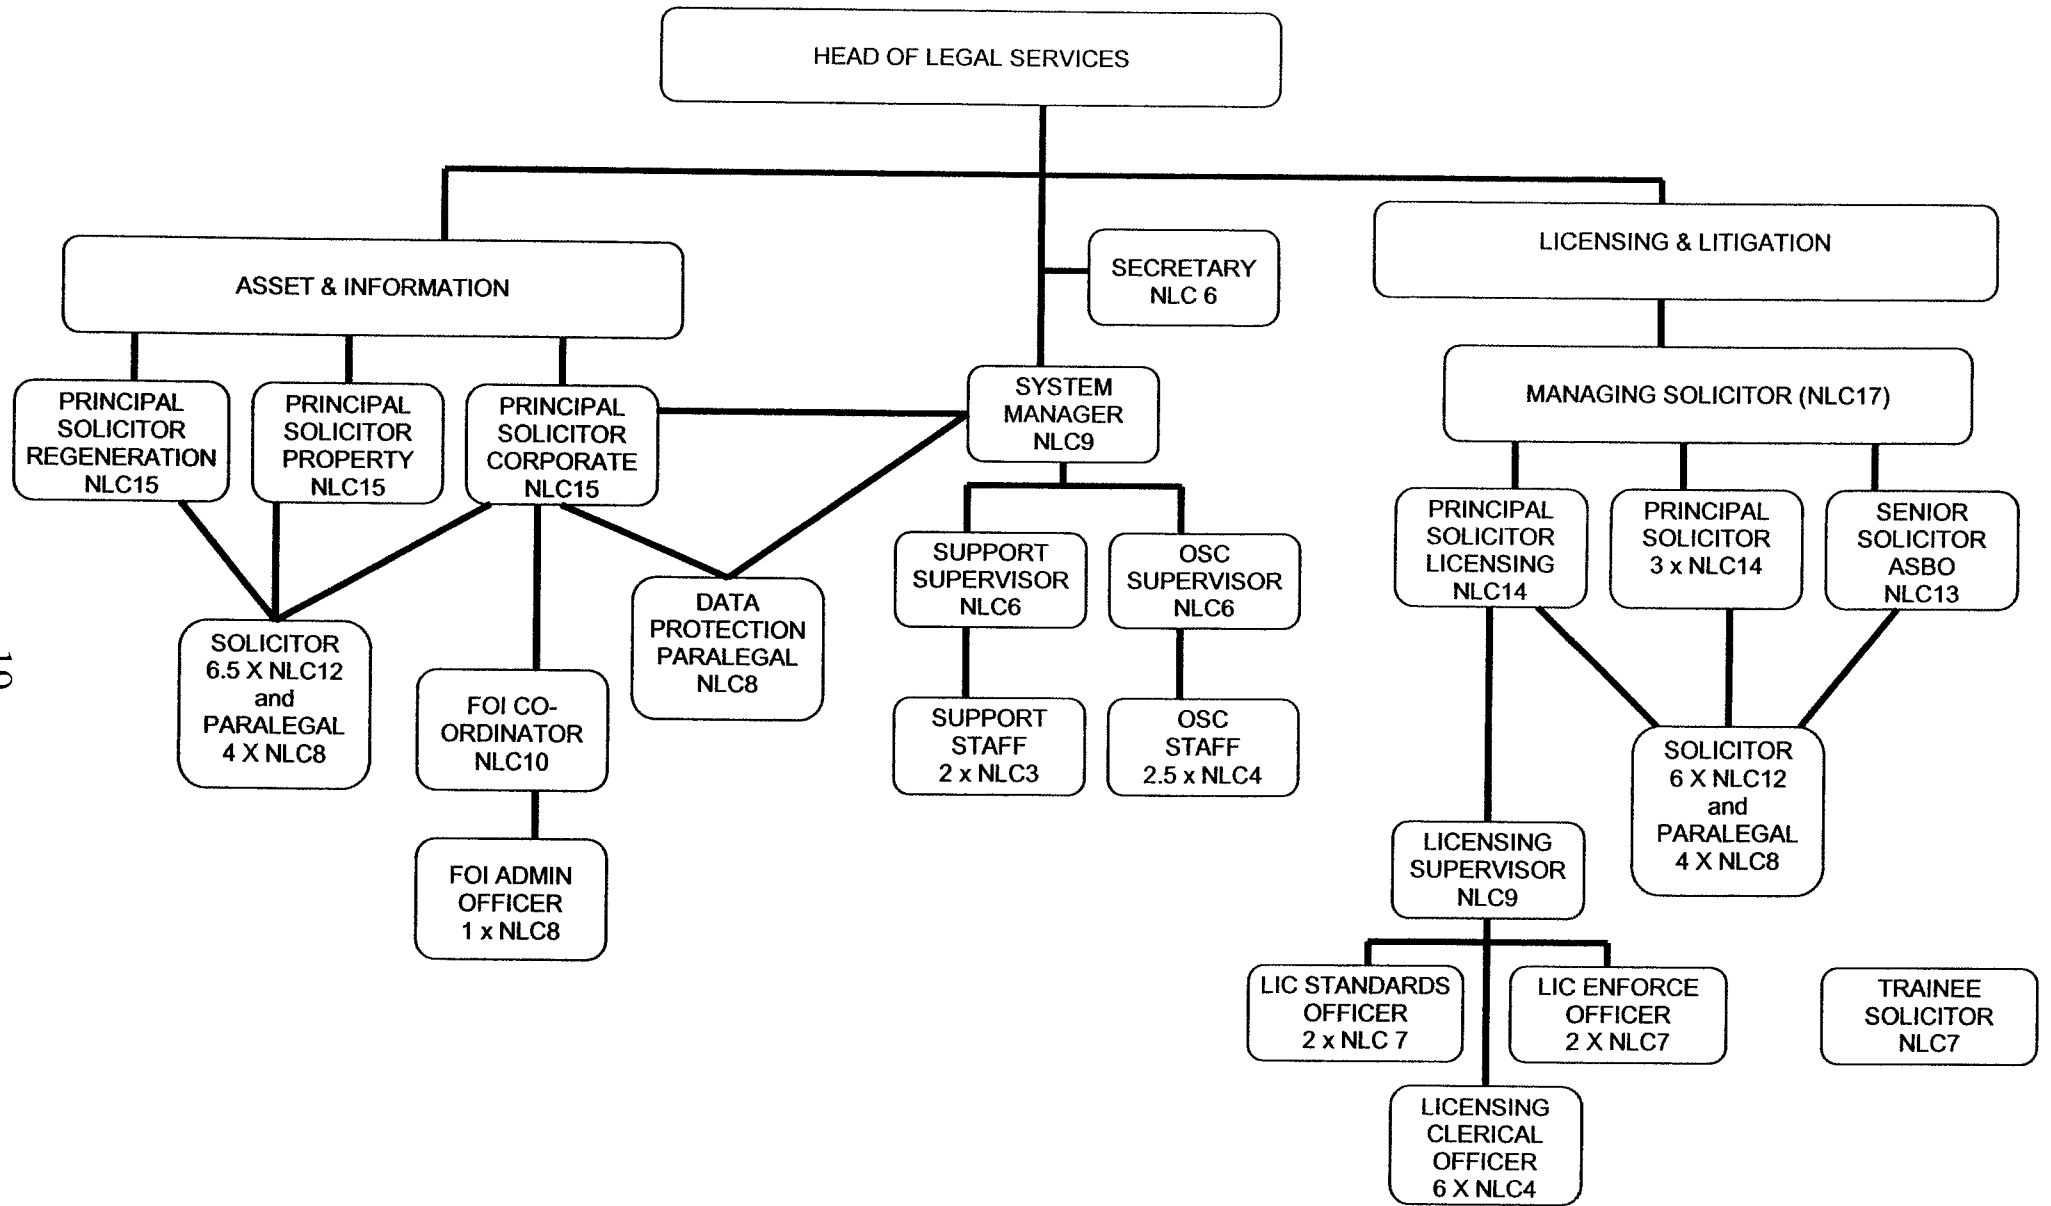 HEAD OF LEGAL SERVICES
ASSET & INFORMATION
SECRETARY
NLC 6
LICENSING & LITIGATION
MANAGING SOLICITOR (NLC17)
PRINCIPAL
SOLICITOR
REGENERATION
NLC15
PRINCIPAL
SOLICITOR
PROPERTY
NLC15
PRINCIPAL
SOLICITOR
CORPORATE
NLC15
SYSTEM
MANAGER
NLC9
SUPPORT
SUPERVISOR
NLC6
OSC
SUPERVISOR
NLC6
PRINCIPAL
SOLICITOR
LICENSING
NLC14
PRINCIPAL
SOLICITOR
3 x NLC14
SENIOR
SOLICITOR
ASBO
NLC13
SOLICITOR
6.5 X NLC12
and
PARALEGAL
4 X NLC8
FOI CO-
ORDINATOR
NLC10
DATA
PROTECTION
PARALEGAL
NLC8
SUPPORT
STAFF
2 x NLC3
OSC
STAFF
2.5 x NLC4
SOLICITOR
6 X NLC12
and
PARALEGAL
4 X NLC8
FOI ADMIN
OFFICER
1 x NLC8
LICENSING
SUPERVISOR
NLC9
LIC STANDARDS
OFFICER
2 x NLC 7
LIC ENFORCE
OFFICER
2 X NLC7
TRAINEE
SOLICITOR
NLC7
LICENSING
CLERICAL
OFFICER
6 X NLC4